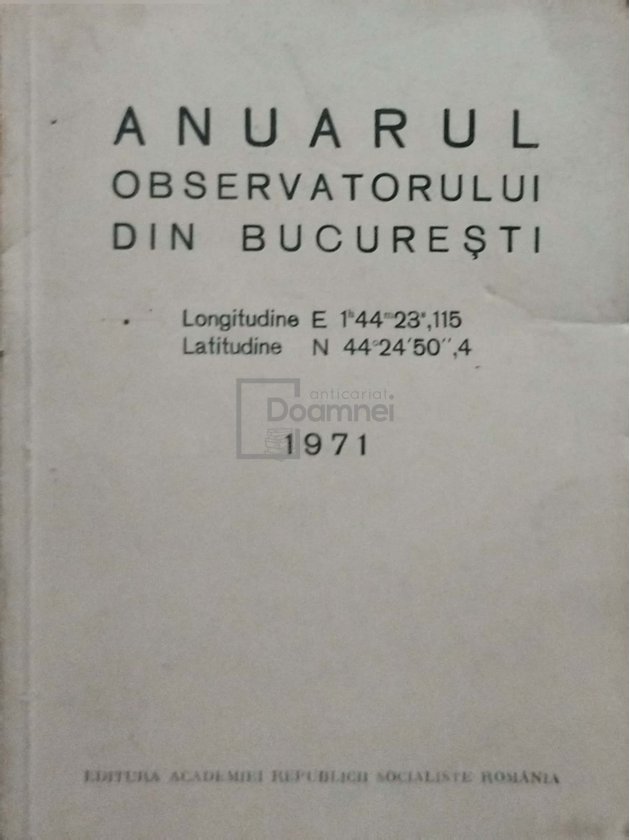 ANUARUL
OBSERVATORULUI
DIN BUCUREȘTI
Longitudine E 1ʰ44ᵐ23ˢ,115
Latitudine N 44°24′50″,4
anticariat
Doamnei
1971
EDITURA ACADEMIEI REPUBLICII SOCIALISTE ROMÂNIA